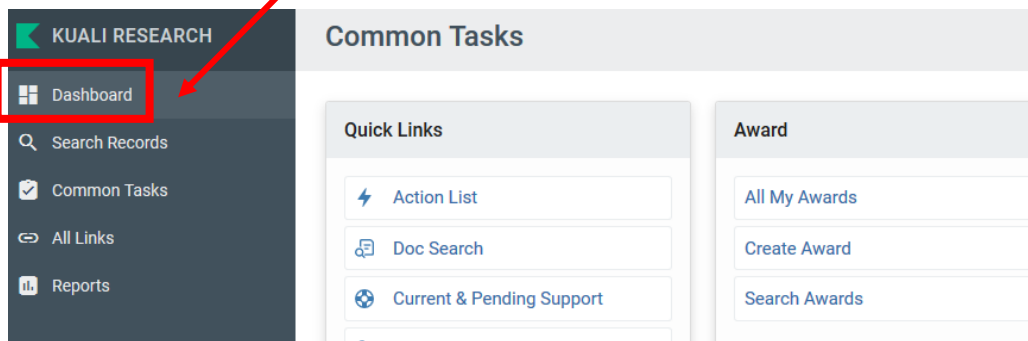 KUALI RESEARCH
Dashboard
Search Records
Common Tasks
All Links
Reports
Common Tasks
Quick Links
Action List
Doc Search
Current & Pending Support
Award
All My Awards
Create Award
Search Awards